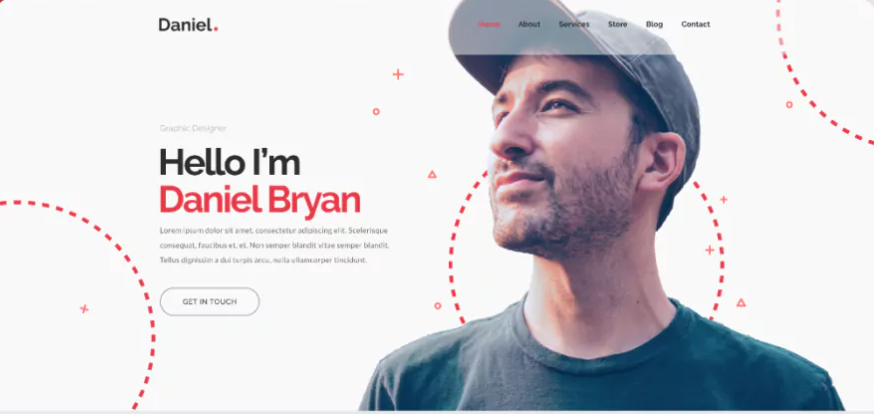 Daniel.
Home About Services Store Blog Contact
Graphic Designer
Hello I'm
Daniel Bryan
Lorem ipsum dolor sit amet, consectetur adipiscing elit. Scelerisque
consequat, faucibus et, et. Non semper blandit vitae semper blandit.
Tellus dignissim a dui turpis arcu, nulla ullamcorper tincidunt.
GET IN TOUCH